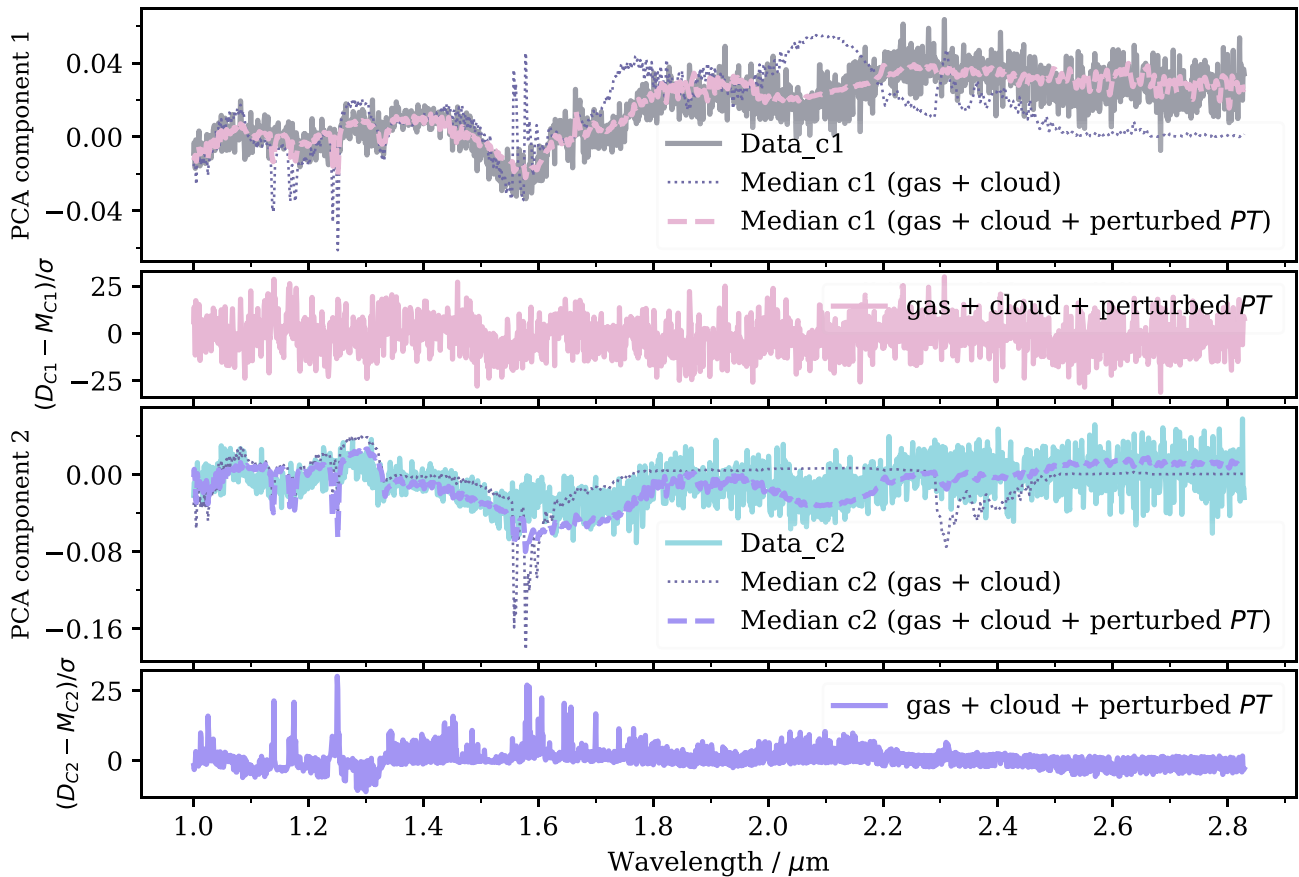 PCA component 1
0.04
0.00
−0.04
Data_c1
Median c1 (gas + cloud)
Median c1 (gas + cloud + perturbed PT)
(D_C1 − M_C1)/σ
25
0
−25
gas + cloud + perturbed PT
PCA component 2
0.00
−0.08
−0.16
Data_c2
Median c2 (gas + cloud)
Median c2 (gas + cloud + perturbed PT)
(D_C2 − M_C2)/σ
25
0
gas + cloud + perturbed PT
1.0 1.2 1.4 1.6 1.8 2.0 2.2 2.4 2.6 2.8
Wavelength / μm